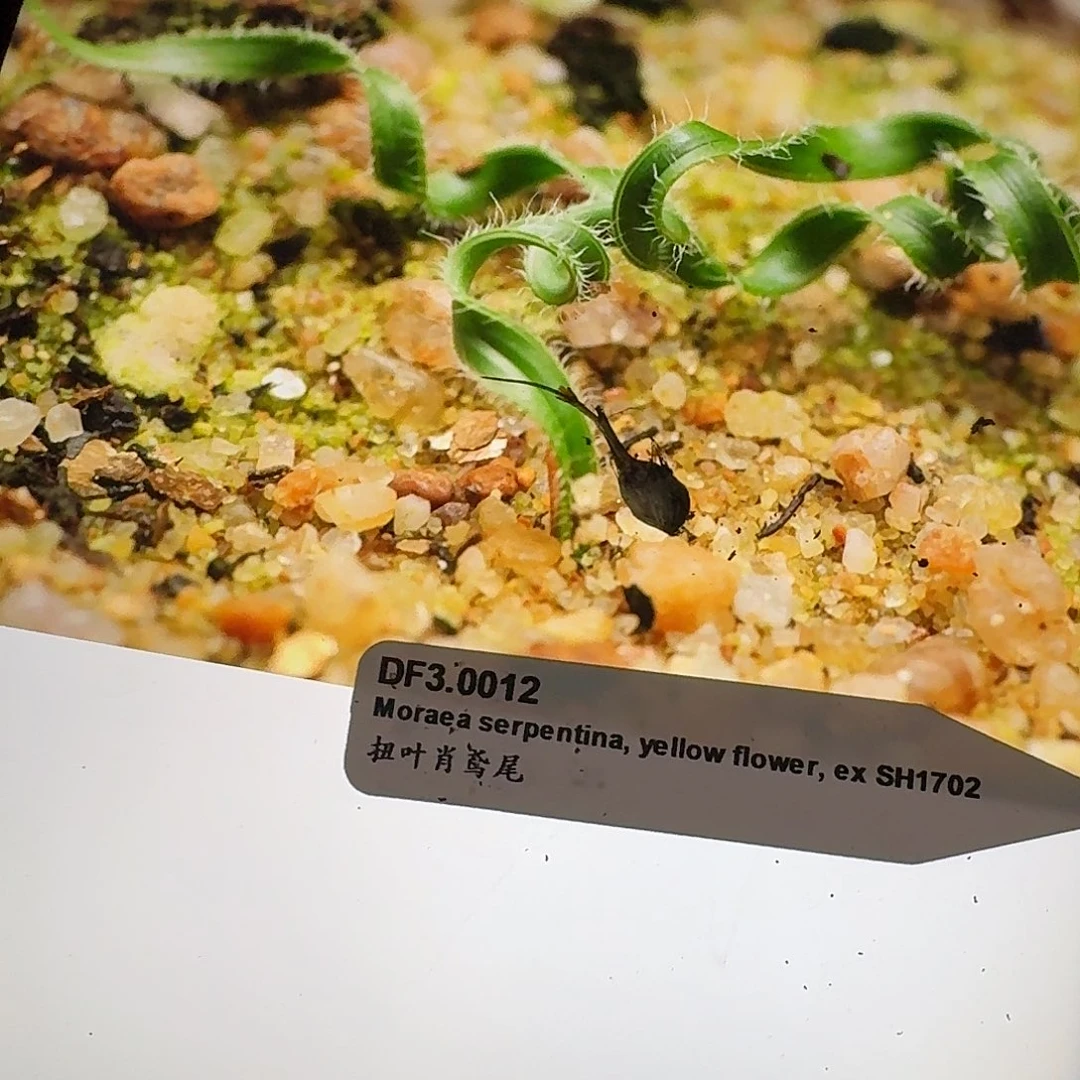 DF3.0012
Moraea serpentina, yellow flower, ex SH1702
扭叶肖鸢尾